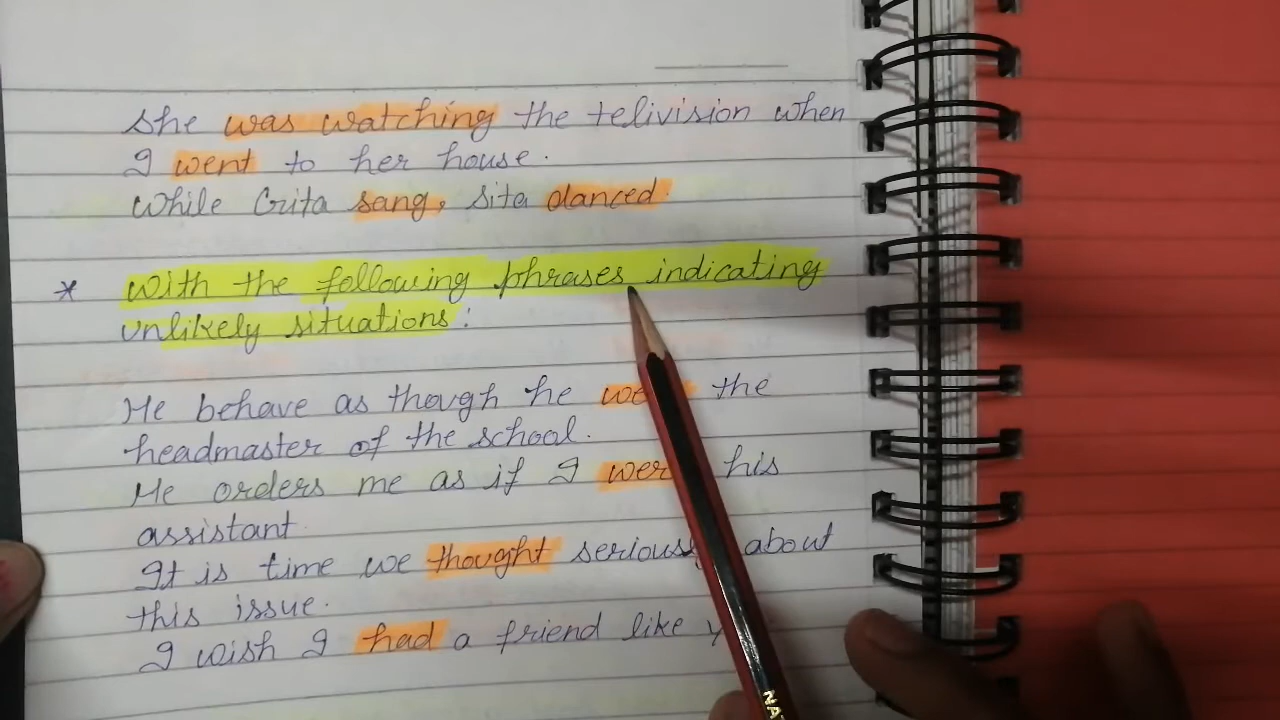 She was watching the telivision when
I went to her house.
While Gita sang, Sita danced.
* With the following phrases indicating
unlikely situations:
He behave as though he the
headmaster of the school.
He orders me as if I his
assistant.
It is time we thought about
this issue.
I wish I had a friend like
NAT